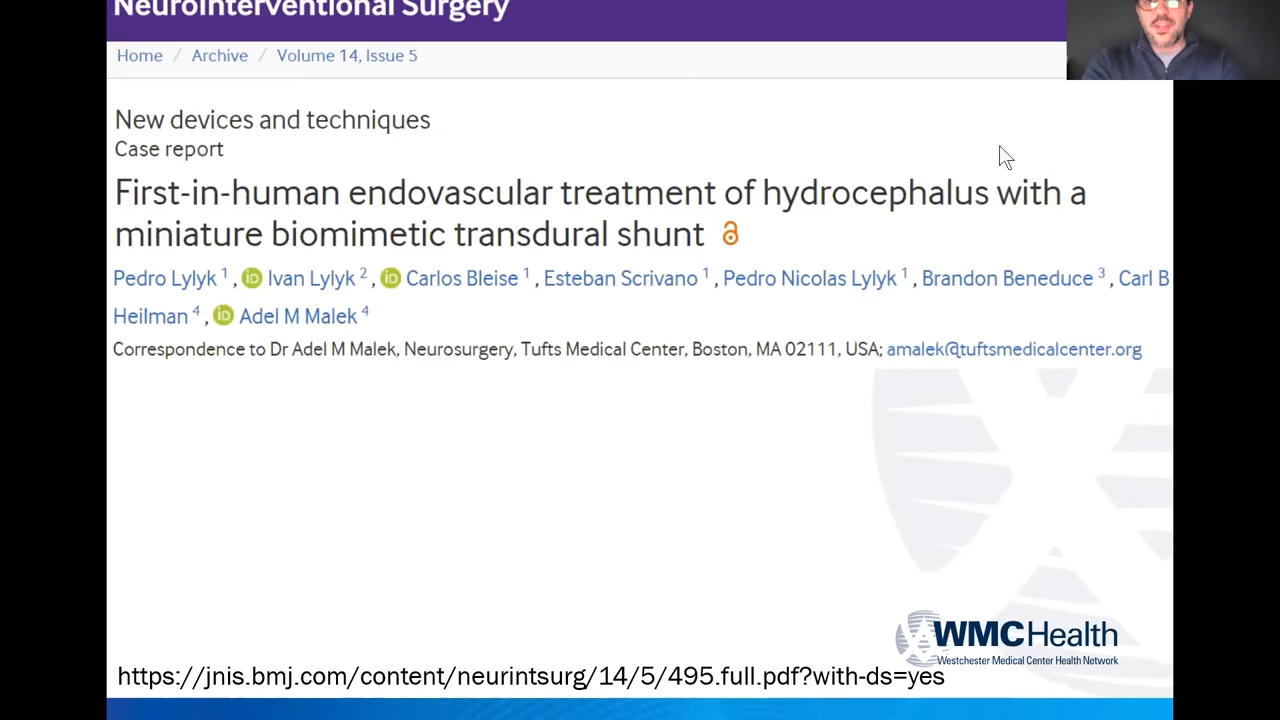 NeuroInterventional Surgery
Home / Archive / Volume 14, Issue 5
New devices and techniques
Case report
First-in-human endovascular treatment of hydrocephalus with a
miniature biomimetic transdural shunt
Pedro Lylyk 1 , iD Ivan Lylyk 2 , iD Carlos Bleise 1 , Esteban Scrivano 1 , Pedro Nicolas Lylyk 1 , Brandon Beneduce 3 , Carl B
Heilman 4 , iD Adel M Malek 4
Correspondence to Dr Adel M Malek, Neurosurgery, Tufts Medical Center, Boston, MA 02111, USA; amalek@tuftsmedicalcenter.org
WMCHealth
Westchester Medical Center Health Network
https://jnis.bmj.com/content/neurintsurg/14/5/495.full.pdf?with-ds=yes